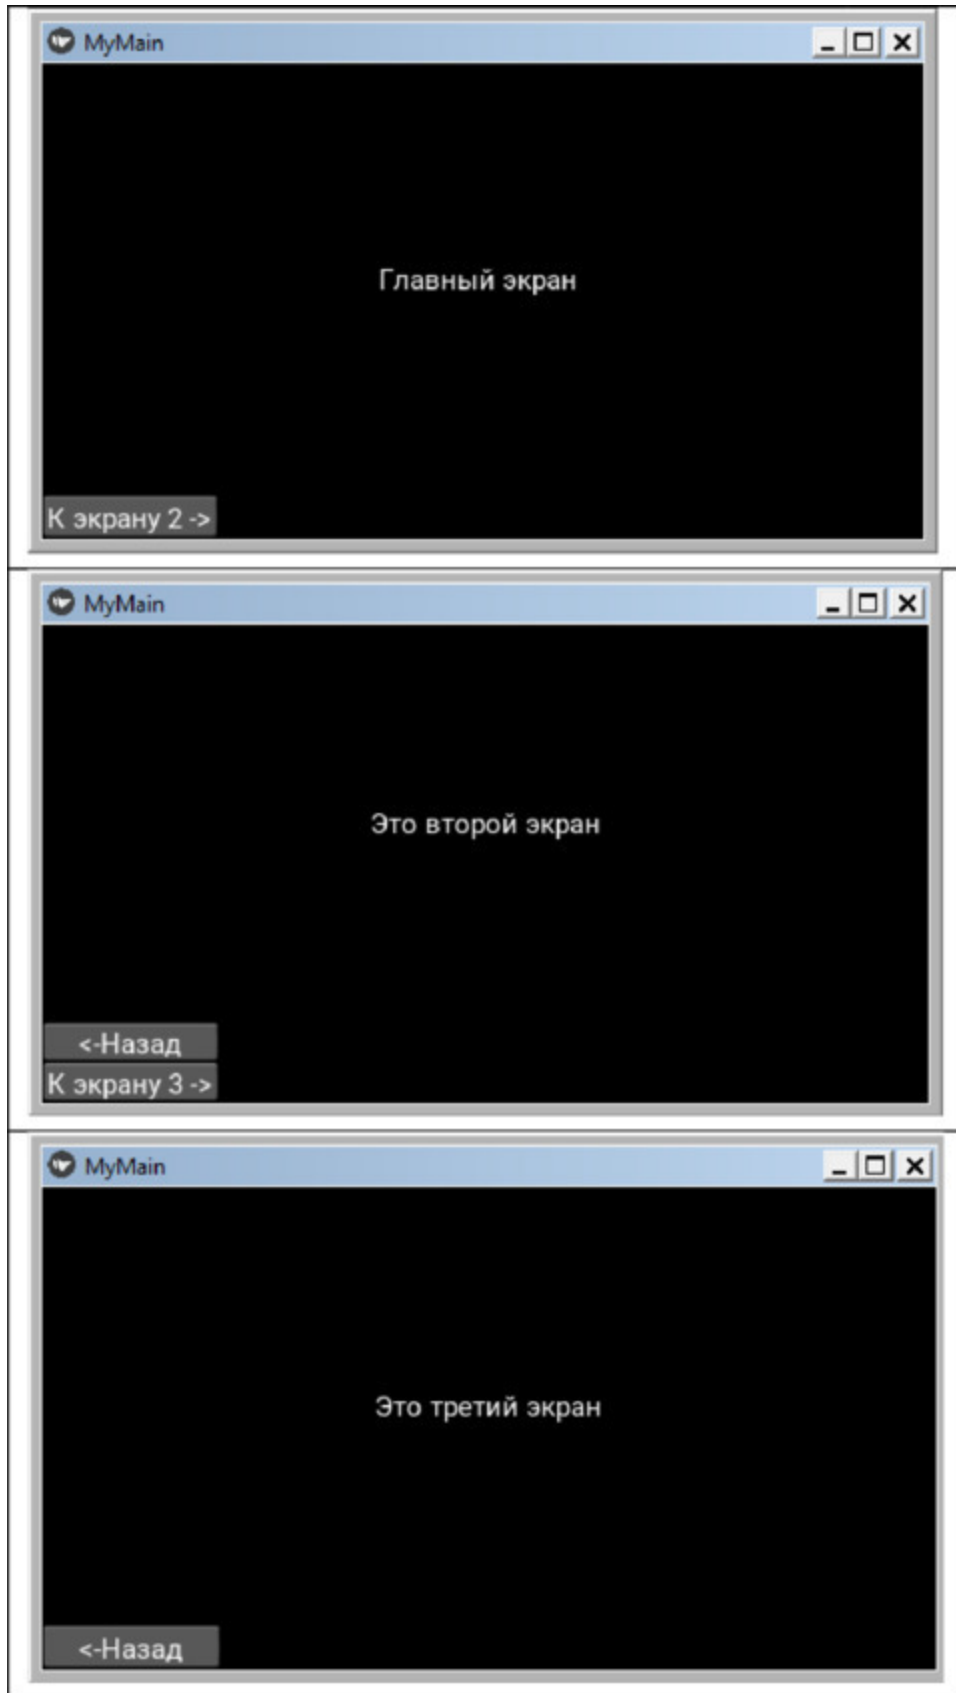 MyMain
Главный экран
К экрану 2 ->
MyMain
Это второй экран
<-Назад
К экрану 3 ->
MyMain
Это третий экран
<-Назад